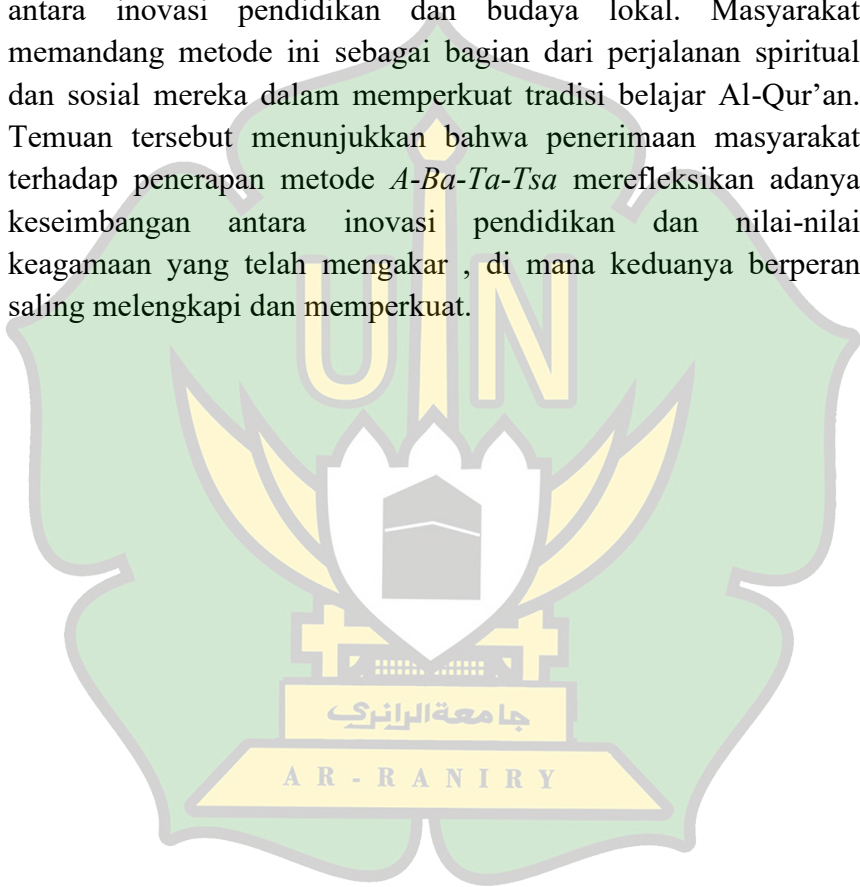 antara inovasi pendidikan dan budaya lokal. Masyarakat
memandang metode ini sebagai bagian dari perjalanan spiritual
dan sosial mereka dalam memperkuat tradisi belajar Al-Qur’an.
Temuan tersebut menunjukkan bahwa penerimaan masyarakat
terhadap penerapan metode A-Ba-Ta-Tsa merefleksikan adanya
keseimbangan antara inovasi pendidikan dan nilai-nilai
keagamaan yang telah mengakar , di mana keduanya berperan
saling melengkapi dan memperkuat.
UIN
جامعة الرانري
AR-RANIRY